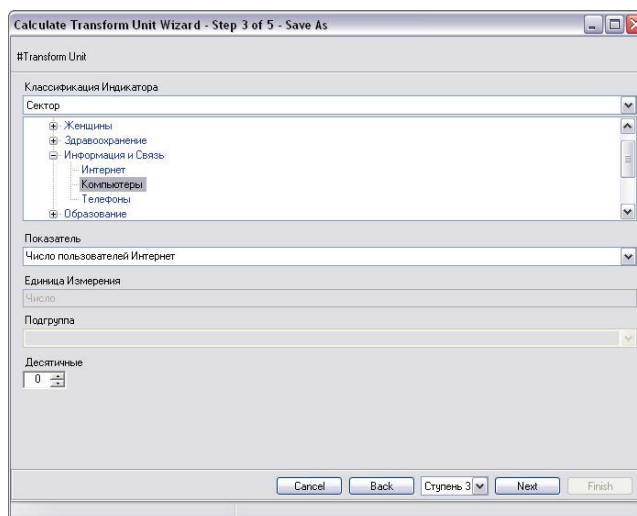 Calculate Transform Unit Wizard - Step 3 of 5 - Save As
#Transform Unit
Классификация Индикатора
Сектор
Женщины
Здравоохранение
Информация и Связь
Интернет
Компьютеры
Телефоны
Образование
Показатель
Число пользователей Интернет
Единица Измерения
Число
Подгруппа
Десятичные
0
Cancel Back Ступень 3 Next Finish